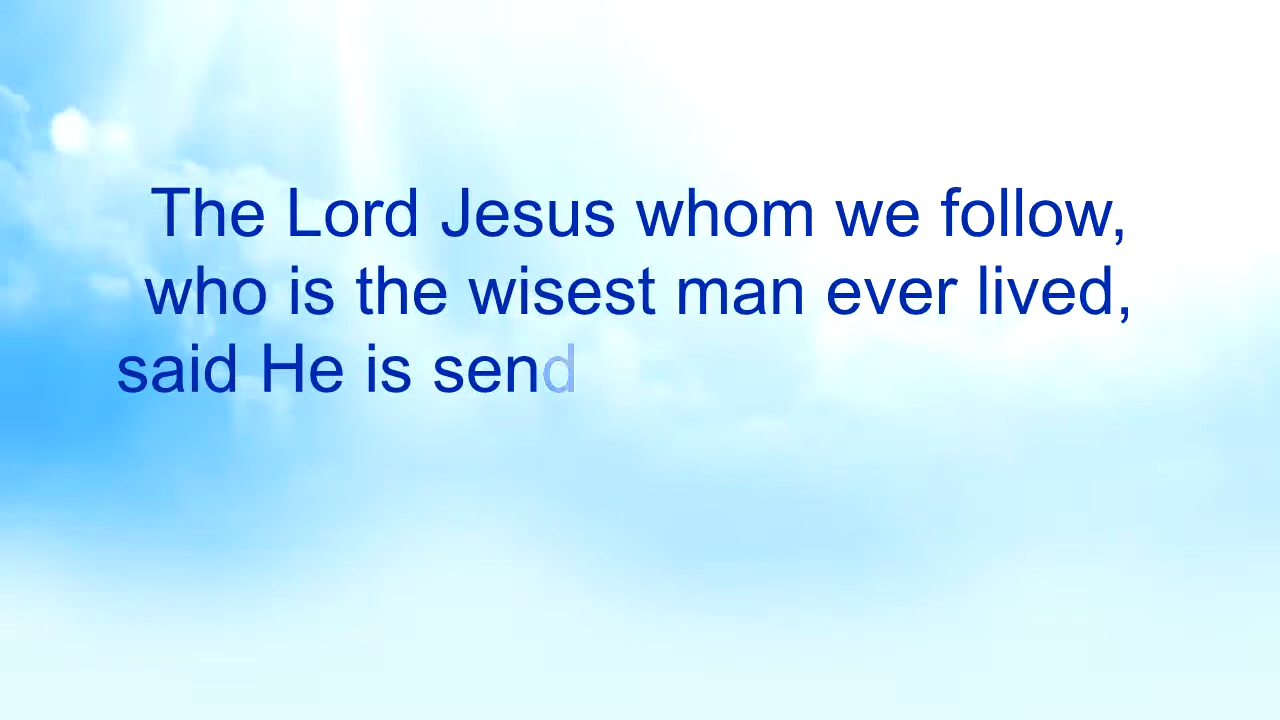 The Lord Jesus whom we follow,
who is the wisest man ever lived,
said He is send